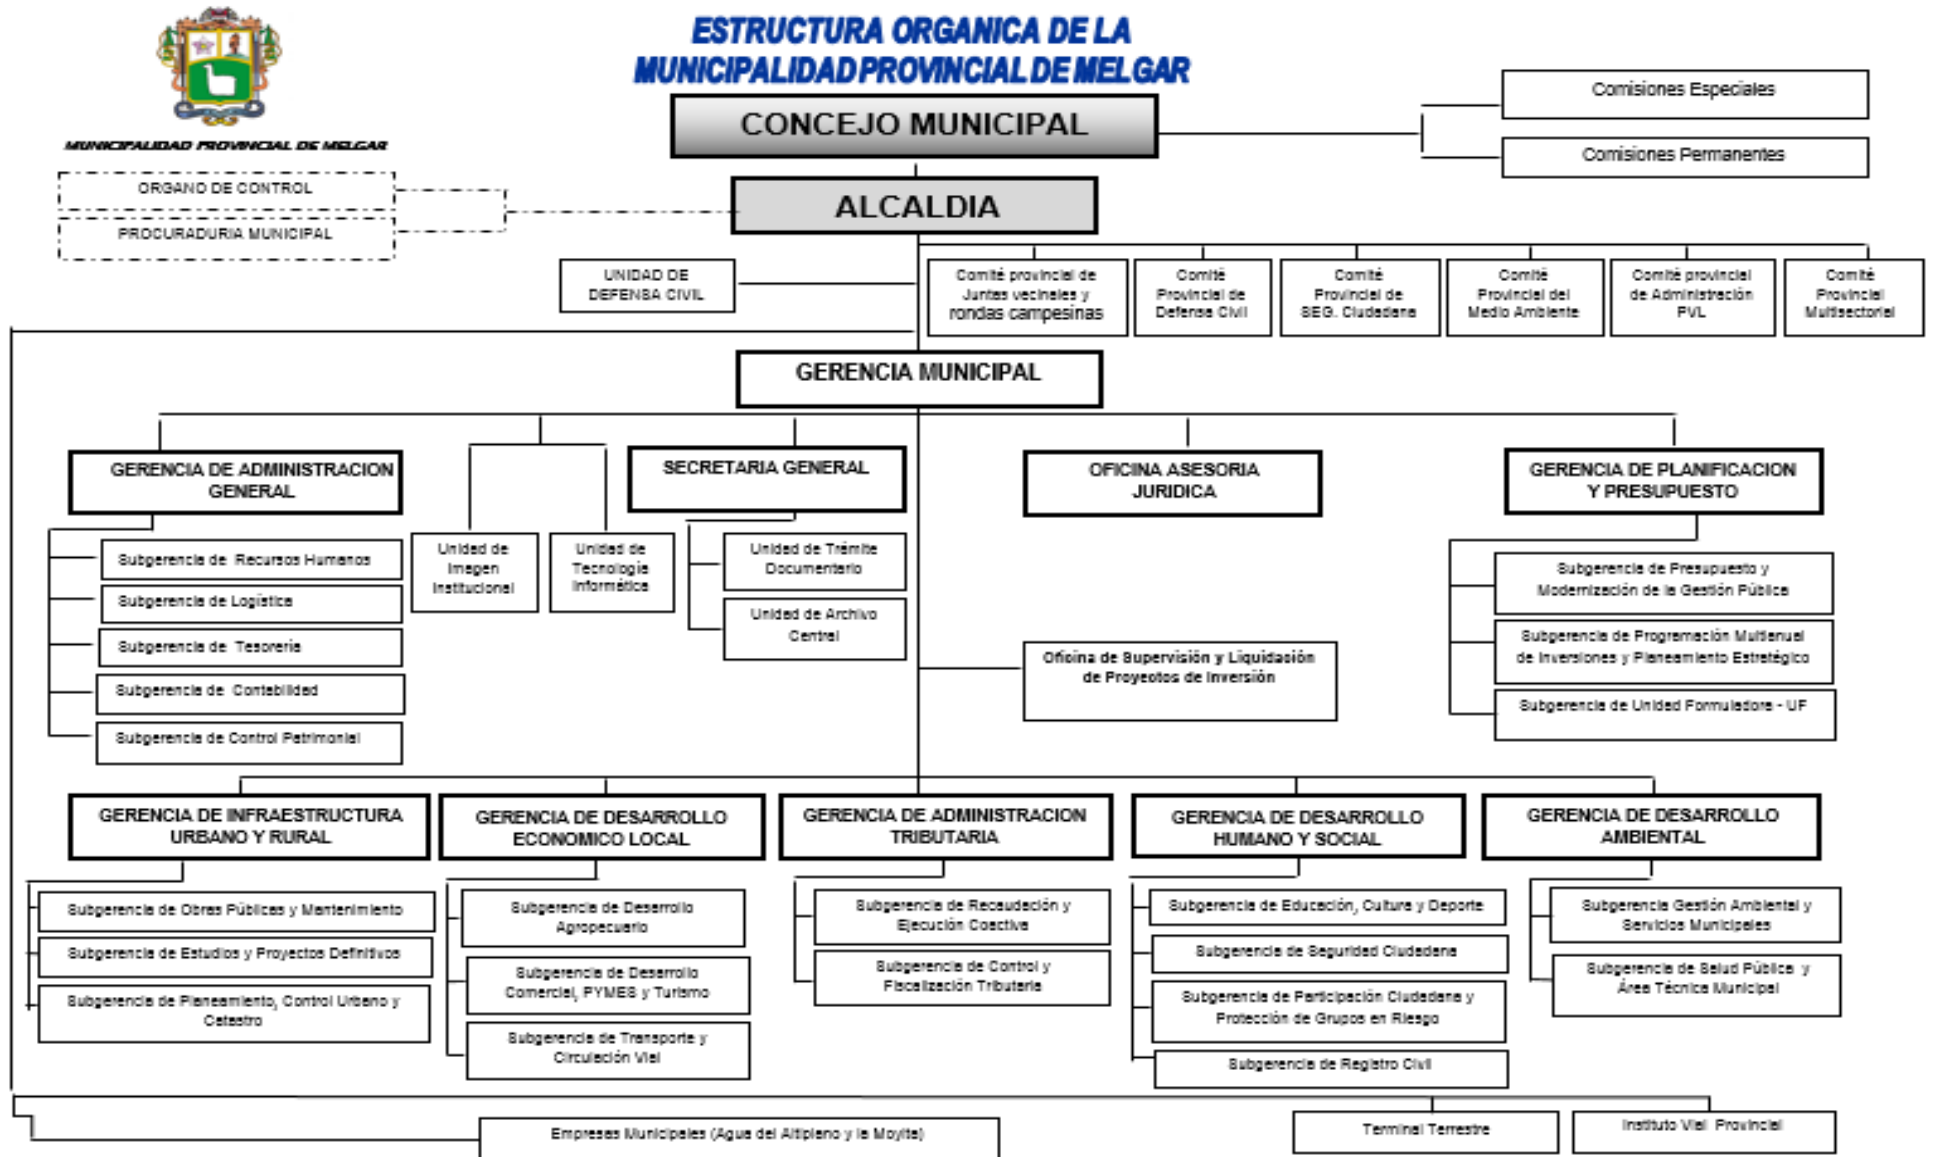 ESTRUCTURA ORGANICA DE LA
MUNICIPALIDAD PROVINCIAL DE MELGAR
MUNICIPALIDAD PROVINCIAL DE MELGAR
CONCEJO MUNICIPAL
Comisiones Especiales
Comisiones Permanentes
ORGANO DE CONTROL
PROCURADURIA MUNICIPAL
ALCALDIA
UNIDAD DE
DEFENSA CIVIL
Comité provincial de
Juntas vecinales y
rondas campesinas
Comité
Provincial de
Defensa Civil
Comité
Provincial de
SEG. Ciudadana
Comité
Provincial del
Medio Ambiente
Comité provincial
de Administración
PVL
Comité
Provincial
Multisectorial
GERENCIA MUNICIPAL
GERENCIA DE ADMINISTRACION
GENERAL
Subgerencia de Recursos Humanos
Subgerencia de Logística
Subgerencia de Tesoreria
Subgerencia de Contabilidad
Subgerencia de Control Patrimonial
Unidad de
Imagen
Institucional
Unidad de
Tecnología
Informática
SECRETARIA GENERAL
Unidad de Trámite
Documentario
Unidad de Archivo
Central
OFICINA ASESORIA
JURIDICA
Oficina de Supervisión y Liquidación
de Proyectos de Inversión
GERENCIA DE PLANIFICACION
Y PRESUPUESTO
Subgerencia de Presupuesto y
Modernización de la Gestión Pública
Subgerencia de Programación Multianual
de Inversiones y Planeamiento Estratégico
Subgerencia de Unidad Formuladora - UF
GERENCIA DE INFRAESTRUCTURA
URBANO Y RURAL
Subgerencia de Obras Públicas y Mantenimiento
Subgerencia de Estudios y Proyectos Definitivos
Subgerencia de Planeamiento, Control Urbano y
Catastro
GERENCIA DE DESARROLLO
ECONOMICO LOCAL
Subgerencia de Desarrollo
Agropecuario
Subgerencia de Desarrollo
Comercial, PYMES y Turismo
Subgerencia de Transporte y
Circulación Vial
GERENCIA DE ADMINISTRACION
TRIBUTARIA
Subgerencia de Recaudación y
Ejecución Coactiva
Subgerencia de Control y
Fiscalización Tributaria
GERENCIA DE DESARROLLO
HUMANO Y SOCIAL
Subgerencia de Educación, Cultura y Deporte
Subgerencia de Seguridad Ciudadana
Subgerencia de Participación Ciudadana y
Protección de Grupos en Riesgo
Subgerencia de Registro Civil
GERENCIA DE DESARROLLO
AMBIENTAL
Subgerencia Gestión Ambiental y
Servicios Municipales
Subgerencia de Salud Pública y
Área Técnica Municipal
Empresas Municipales (Agua del Altiplano y la Moyita)
Terminal Terrestre
Instituto Vial Provincial